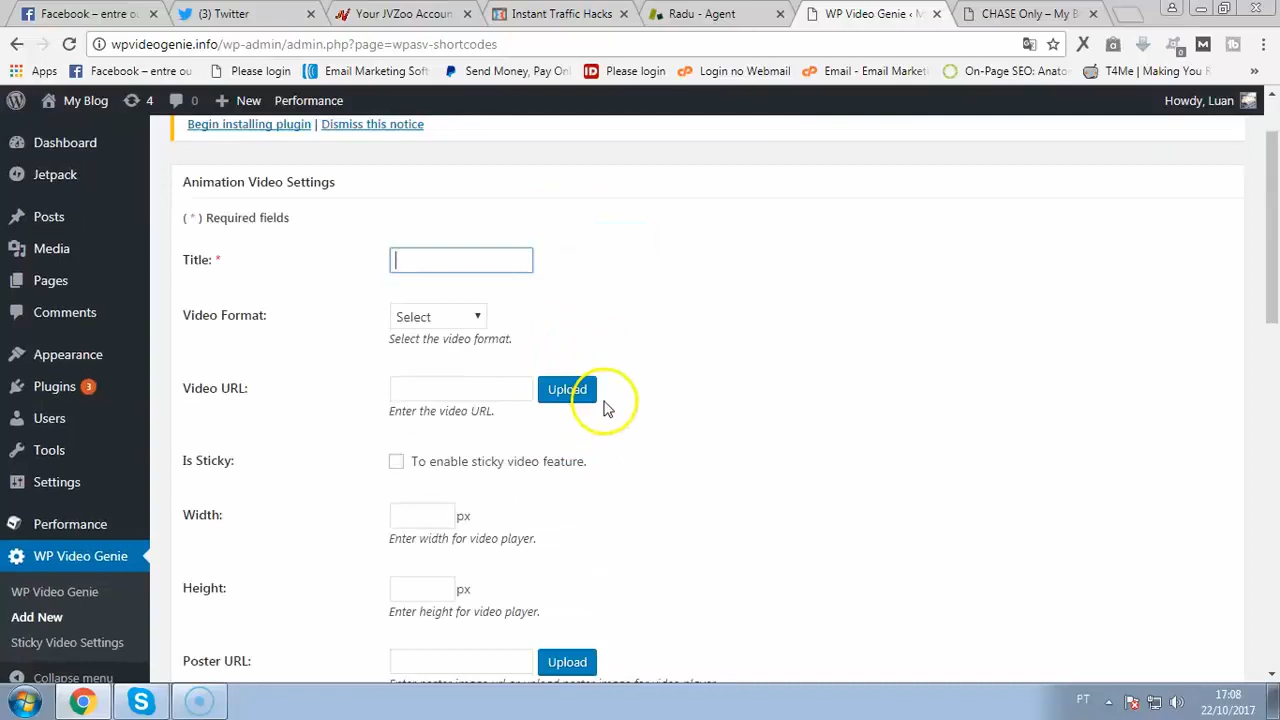 Facebook – entre ou
(3) Twitter
Your JVZoo Accoun
Instant Traffic Hacks
Radu - Agent
WP Video Genie ‹ M
CHASE Only – My B
wpvideogenie.info/wp-admin/admin.php?page=wpasv-shortcodes
Apps
Facebook – entre ou
Please login
Email Marketing Soft
Send Money, Pay Onl
Please login
Login no Webmail
Email - Email Market
On-Page SEO: Anato
T4Me | Making You R
»
My Blog
4
0
New
Performance
Howdy, Luan
Begin installing plugin | Dismiss this notice
Dashboard
Jetpack
Posts
Media
Pages
Comments
Appearance
Plugins 3
Users
Tools
Settings
Performance
WP Video Genie
WP Video Genie
Add New
Sticky Video Settings
Collapse menu
Animation Video Settings
( * ) Required fields
Title: *
Video Format:
Select
Select the video format.
Video URL:
Upload
Enter the video URL.
Is Sticky:
To enable sticky video feature.
Width:
px
Enter width for video player.
Height:
px
Enter height for video player.
Poster URL:
Upload
PT
17:08
22/10/2017